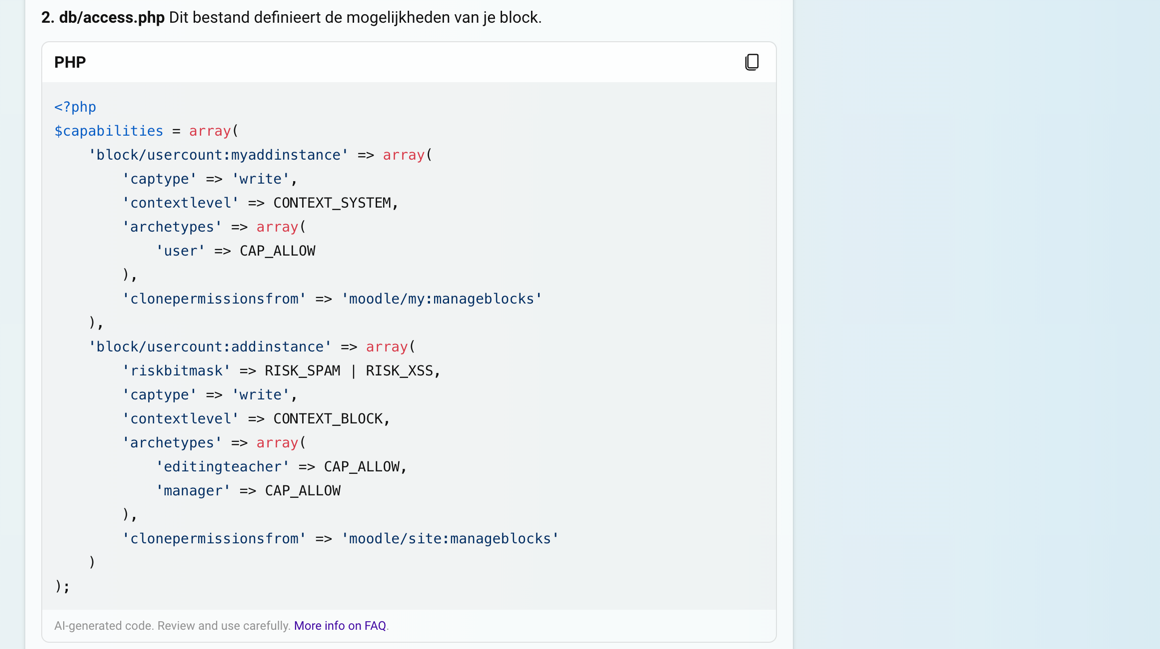 2. db/access.php Dit bestand definieert de mogelijkheden van je block.
PHP
<?php
$capabilities = array(
    'block/usercount:myaddinstance' => array(
        'captype' => 'write',
        'contextlevel' => CONTEXT_SYSTEM,
        'archetypes' => array(
            'user' => CAP_ALLOW
        ),
        'clonepermissionsfrom' => 'moodle/my:manageblocks'
    ),
    'block/usercount:addinstance' => array(
        'riskbitmask' => RISK_SPAM | RISK_XSS,
        'captype' => 'write',
        'contextlevel' => CONTEXT_BLOCK,
        'archetypes' => array(
            'editingteacher' => CAP_ALLOW,
            'manager' => CAP_ALLOW
        ),
        'clonepermissionsfrom' => 'moodle/site:manageblocks'
    )
);
AI-generated code. Review and use carefully. More info on FAQ.